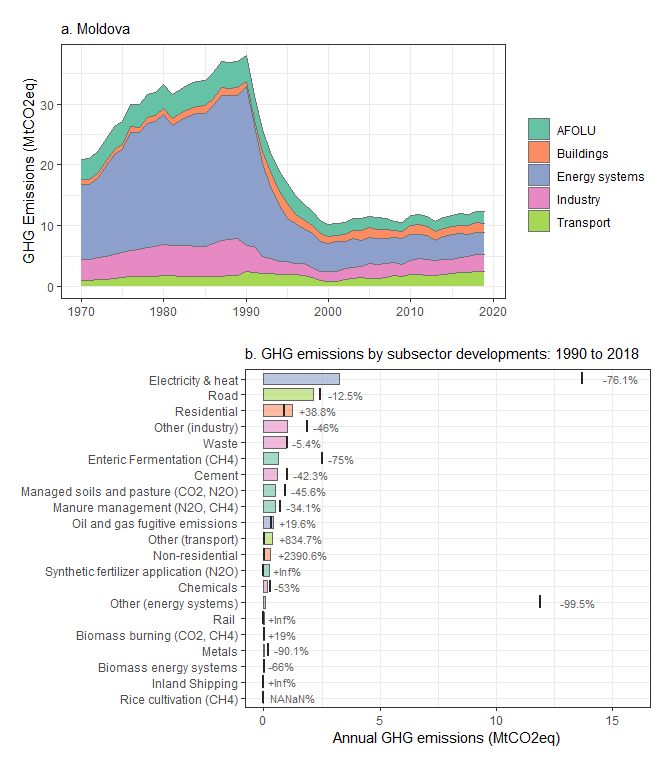 a. Moldova
GHG Emissions (MtCO2eq)
30
20
10
0
1970
1980
1990
2000
2010
2020
AFOLU
Buildings
Energy systems
Industry
Transport
b. GHG emissions by subsector developments: 1990 to 2018
Electricity & heat -76.1%
Road -12.5%
Residential +38.8%
Other (industry) -46%
Waste -5.4%
Enteric Fermentation (CH4) -75%
Cement -42.3%
Managed soils and pasture (CO2, N2O) -45.6%
Manure management (N2O, CH4) -34.1%
Oil and gas fugitive emissions +19.6%
Other (transport) +834.7%
Non-residential +2390.6%
Synthetic fertilizer application (N2O) +Inf%
Chemicals -53%
Other (energy systems) -99.5%
Rail +Inf%
Biomass burning (CO2, CH4) +19%
Metals -90.1%
Biomass energy systems -66%
Inland Shipping +Inf%
Rice cultivation (CH4) NANaN%
0
5
10
15
Annual GHG emissions (MtCO2eq)